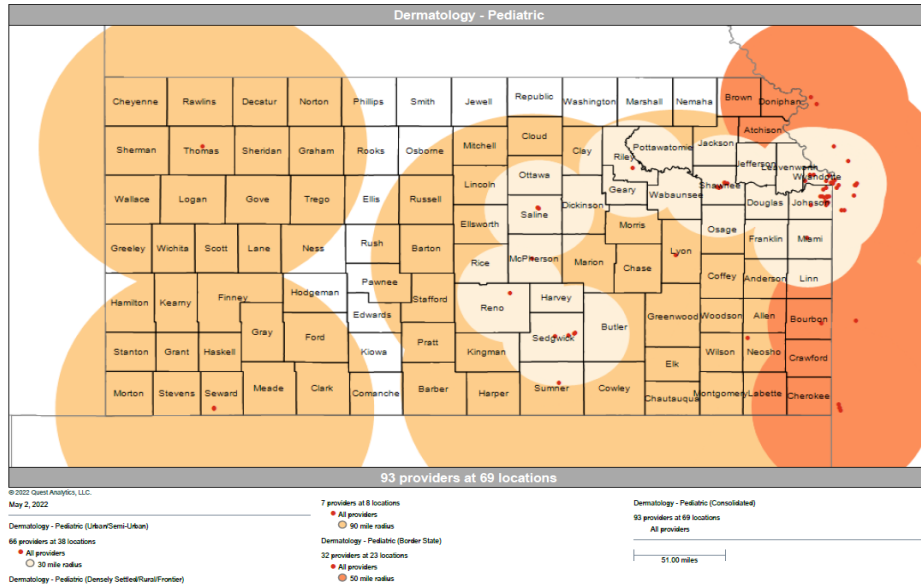 Dermatology - Pediatric
Cheyenne Rawlins Decatur Norton Phillips Smith Jewell Republic Washington Marshall Nemaha Brown Doniphan
Atchison
Sherman Thomas Sheridan Graham Rooks Osborne Mitchell Cloud Clay Riley Pottawatomie Jackson
Jefferson Leavenworth
Wyandotte
Wallace Logan Gove Trego Ellis Russell Lincoln Ottawa Geary Wabaunsee Shawnee
Saline Dickinson Douglas Johnson
Ellsworth Morris Osage
Greeley Wichita Scott Lane Ness Rush Barton Rice McPherson Marion Chase Lyon Franklin Miami
Pawnee Coffey Anderson Linn
Hamilton Kearny Finney Hodgeman Stafford Reno Harvey
Edwards
Gray Ford Sedgwick Butler Greenwood Woodson Allen Bourbon
Stanton Grant Haskell Kiowa Pratt Kingman Elk Wilson Neosho Crawford
Morton Stevens Seward Meade Clark Comanche Barber Harper Sumner Cowley Chautauqua Montgomery Labette Cherokee
93 providers at 69 locations
© 2022 Quest Analytics, LLC.
May 2, 2022
Dermatology - Pediatric (Urban/Semi-Urban)
66 providers at 38 locations
All providers
30 mile radius
Dermatology - Pediatric (Densely Settled/Rural/Frontier)
7 providers at 8 locations
All providers
90 mile radius
Dermatology - Pediatric (Border State)
32 providers at 23 locations
All providers
50 mile radius
Dermatology - Pediatric (Consolidated)
93 providers at 69 locations
All providers
51.00 miles